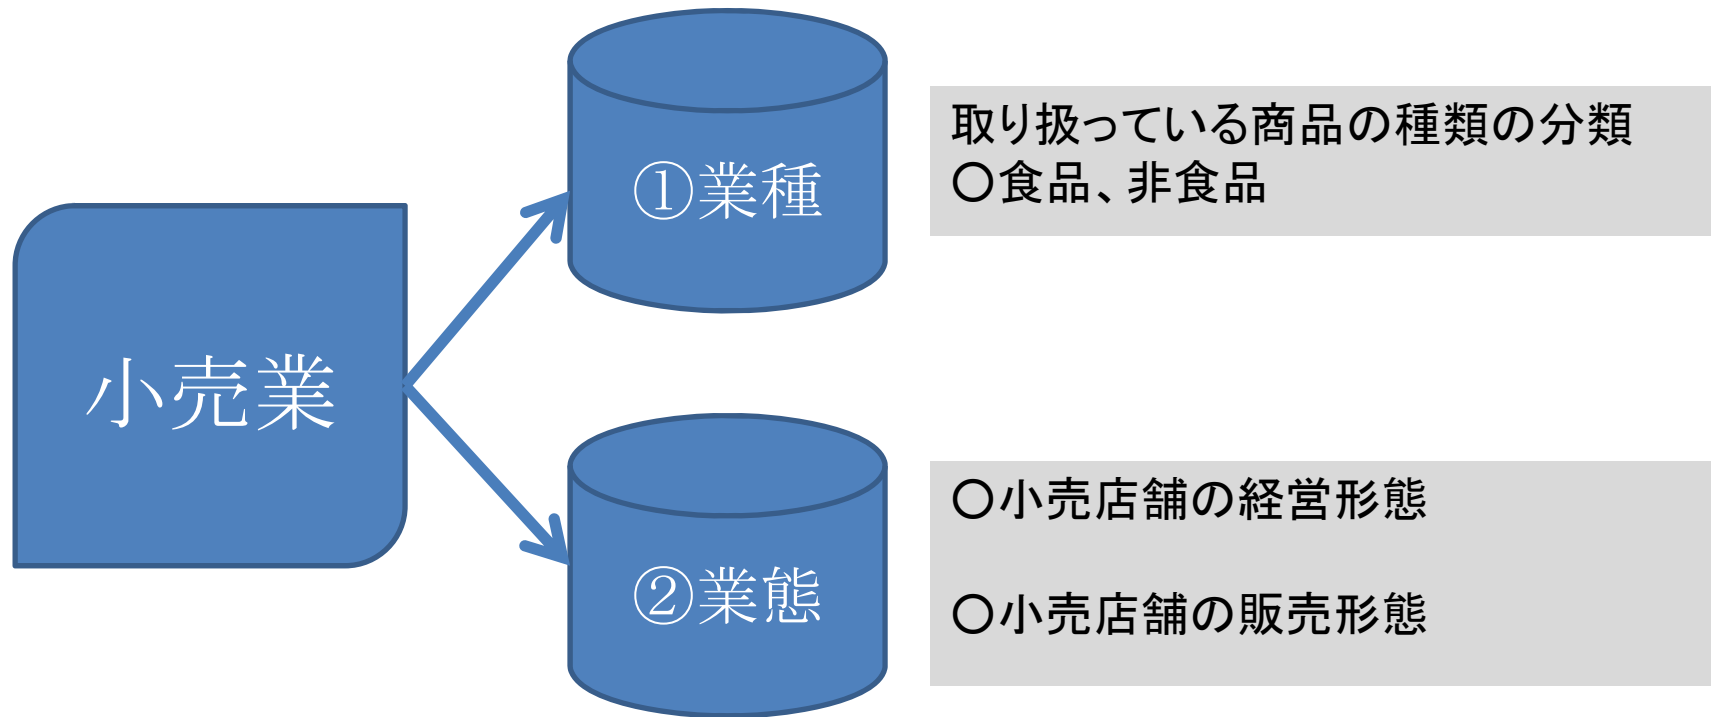 小売業
①業種
取り扱っている商品の種類の分類
〇食品、非食品
②業態
〇小売店舗の経営形態
〇小売店舗の販売形態